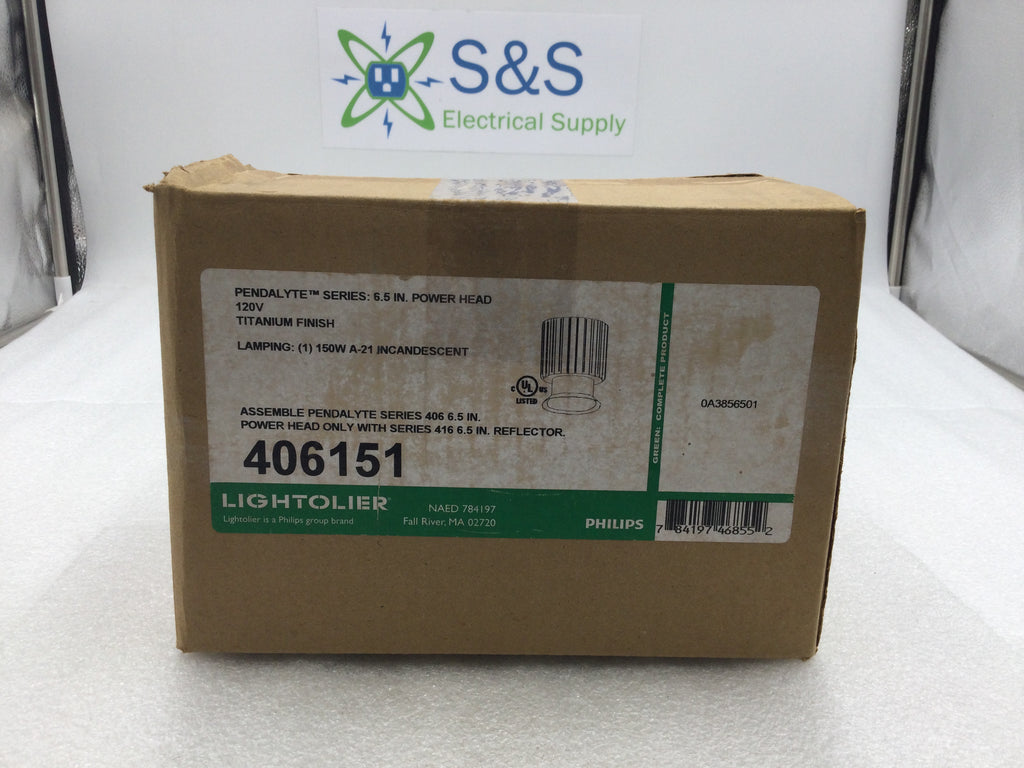 S&S
Electrical Supply
PENDALYTE™ SERIES: 6.5 IN. POWER HEAD
120V
TITANIUM FINISH
LAMPING: (1) 150W A-21 INCANDESCENT
C UL US
LISTED
ASSEMBLE PENDALYTE SERIES 406 6.5 IN.
POWER HEAD ONLY WITH SERIES 416 6.5 IN. REFLECTOR.
406151
GREEN: COMPLETE PRODUCT
0A3856501
LIGHTOLIER®
Lightolier is a Philips group brand
NAED 784197
Fall River, MA 02720
PHILIPS
7 84197 46855 2